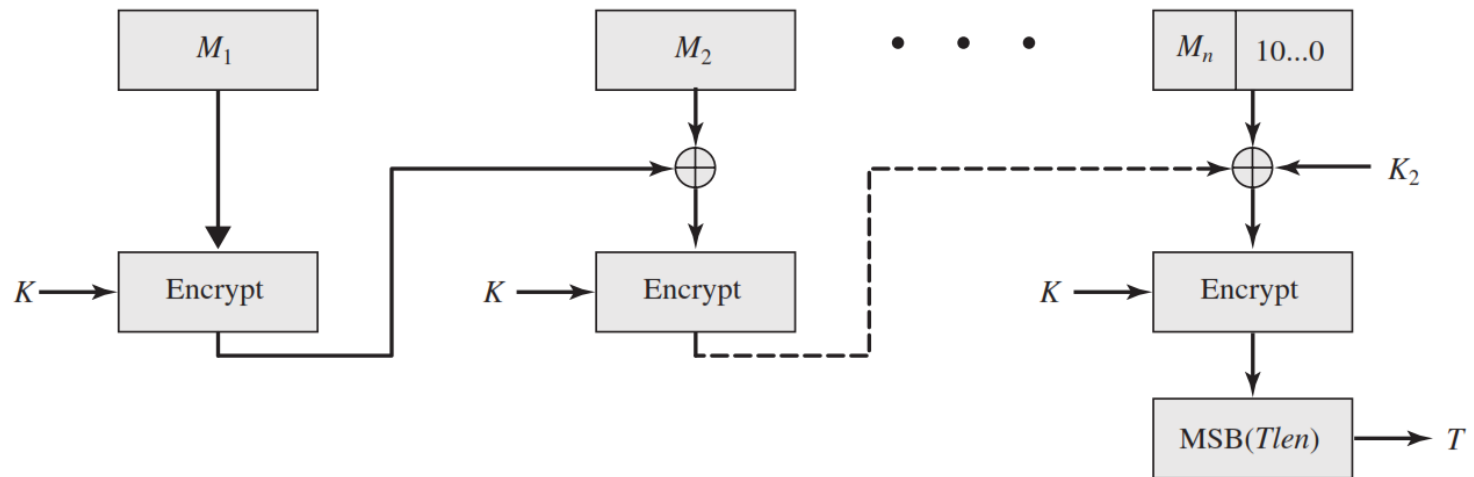 M₁
M₂
Mₙ 10...0
K₂
K Encrypt
K Encrypt
K Encrypt
MSB(Tlen) T